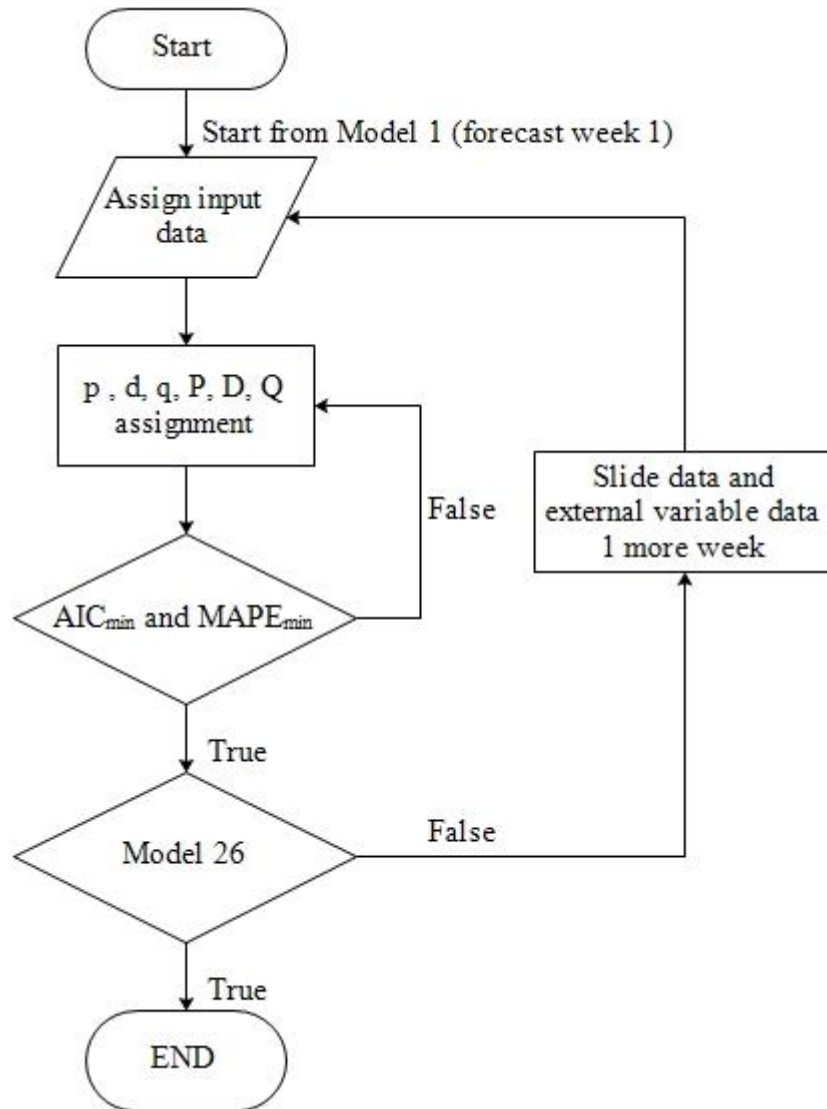 Start
Start from Model 1 (forecast week 1)
Assign input
data
p , d, q, P, D, Q
assignment
False
Slide data and
external variable data
1 more week
AICmin and MAPEmin
True
False
Model 26
True
END